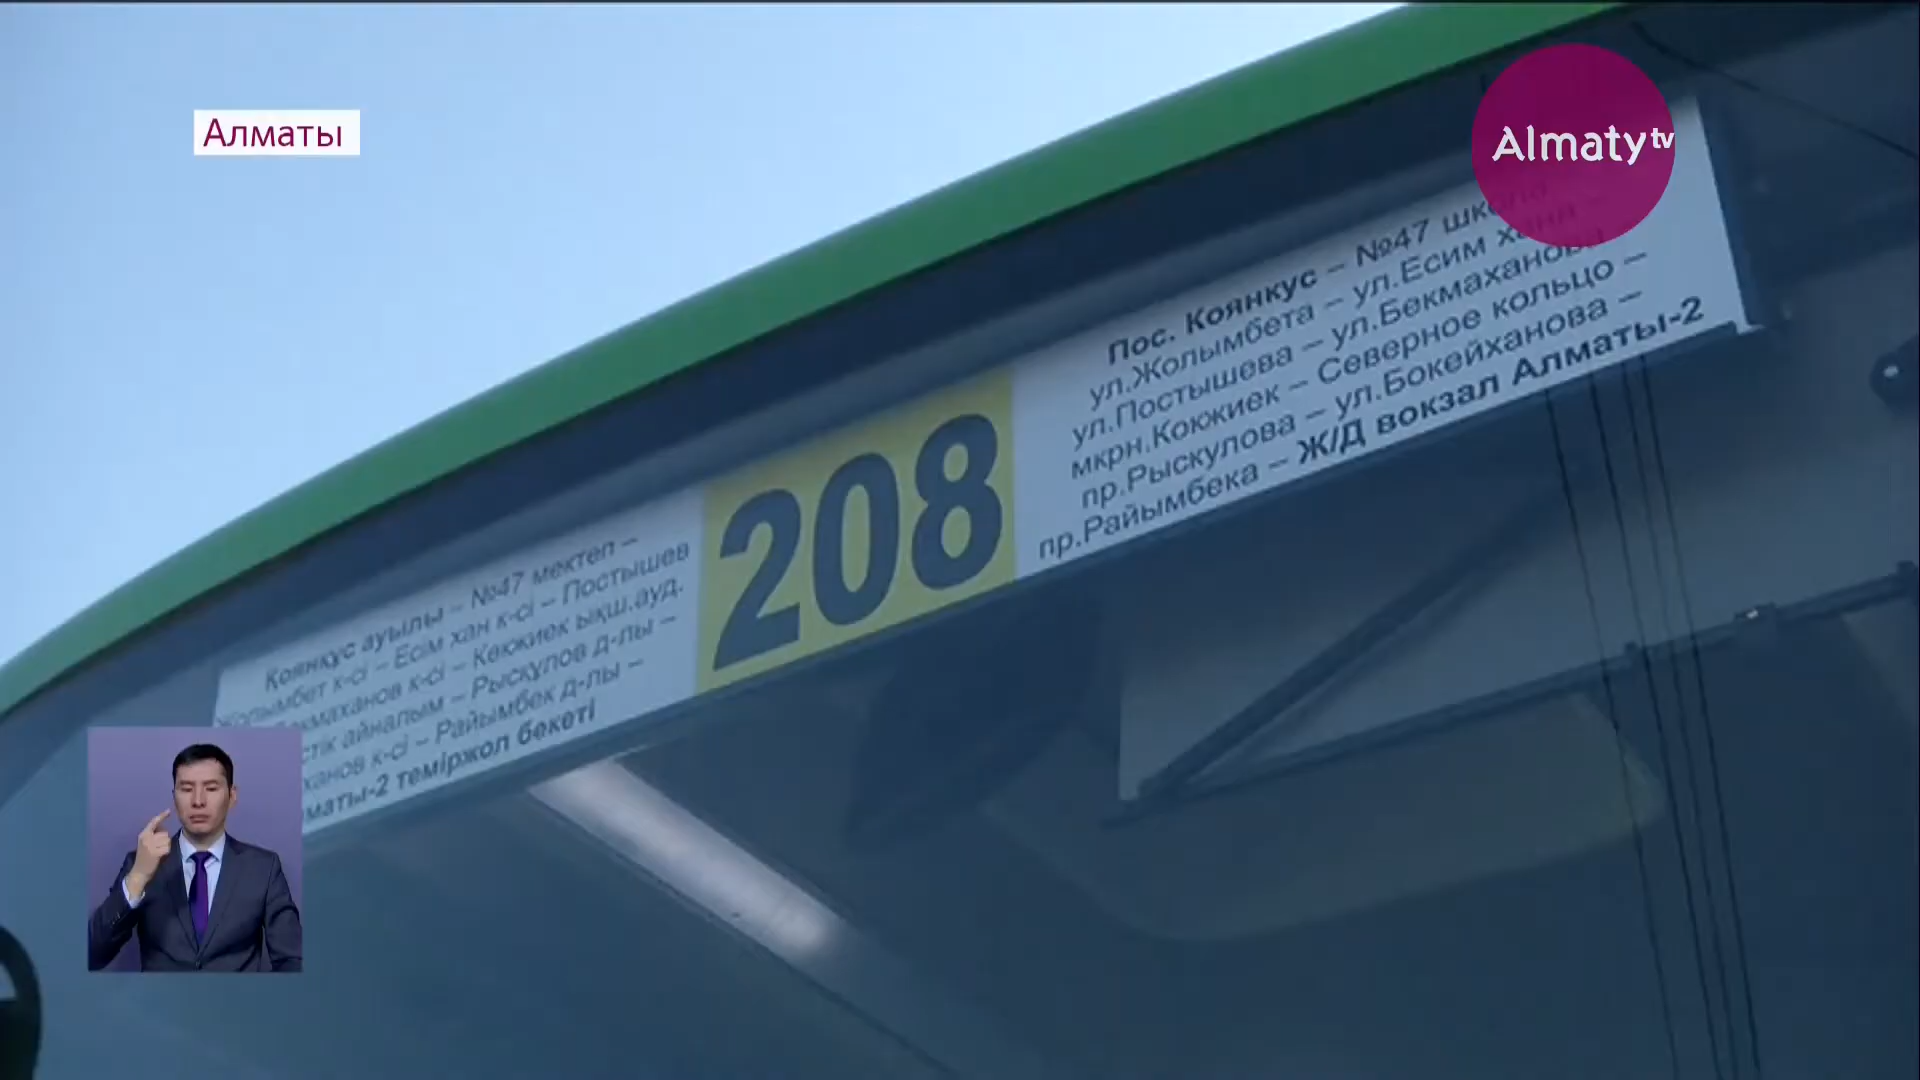 Алматы
Almaty tv
Коянкус ауылы – №47 мектеп –
Жолымбет к-сі – Есім хан к-сі – Постышев
Бекмаханов к-сі – Көкжиек ықш.ауд.
айналым – Рысқұлов д-лы –
к-сі – Райымбек д-лы –
Алматы-2 теміржол бекеті
208
Пос. Коянкус – №47 школа
ул.Жолымбета – ул.Есим хана –
ул.Постышева – ул.Бекмаханова –
мкрн.Кокжиек – Северное кольцо –
пр.Рыскулова – ул.Бокейханова –
пр.Райымбека – Ж/Д вокзал Алматы-2